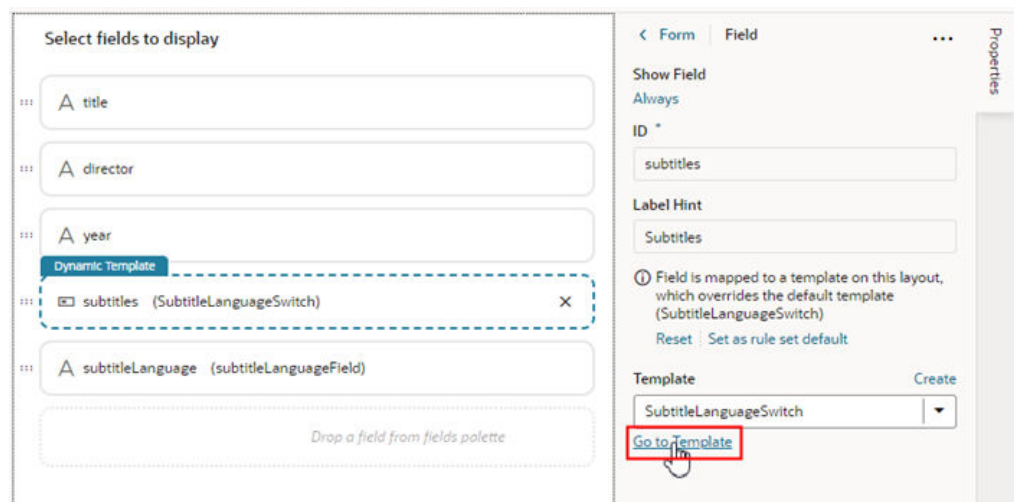 Select fields to display
title
director
year
Dynamic Template
subtitles (SubtitleLanguageSwitch)
subtitleLanguage (subtitleLanguageField)
Drop a field from fields palette
Form Field
Show Field
Always
ID *
subtitles
Label Hint
Subtitles
Field is mapped to a template on this layout,
which overrides the default template
(SubtitleLanguageSwitch)
Reset Set as rule set default
Template Create
SubtitleLanguageSwitch
Go to Template
Properties